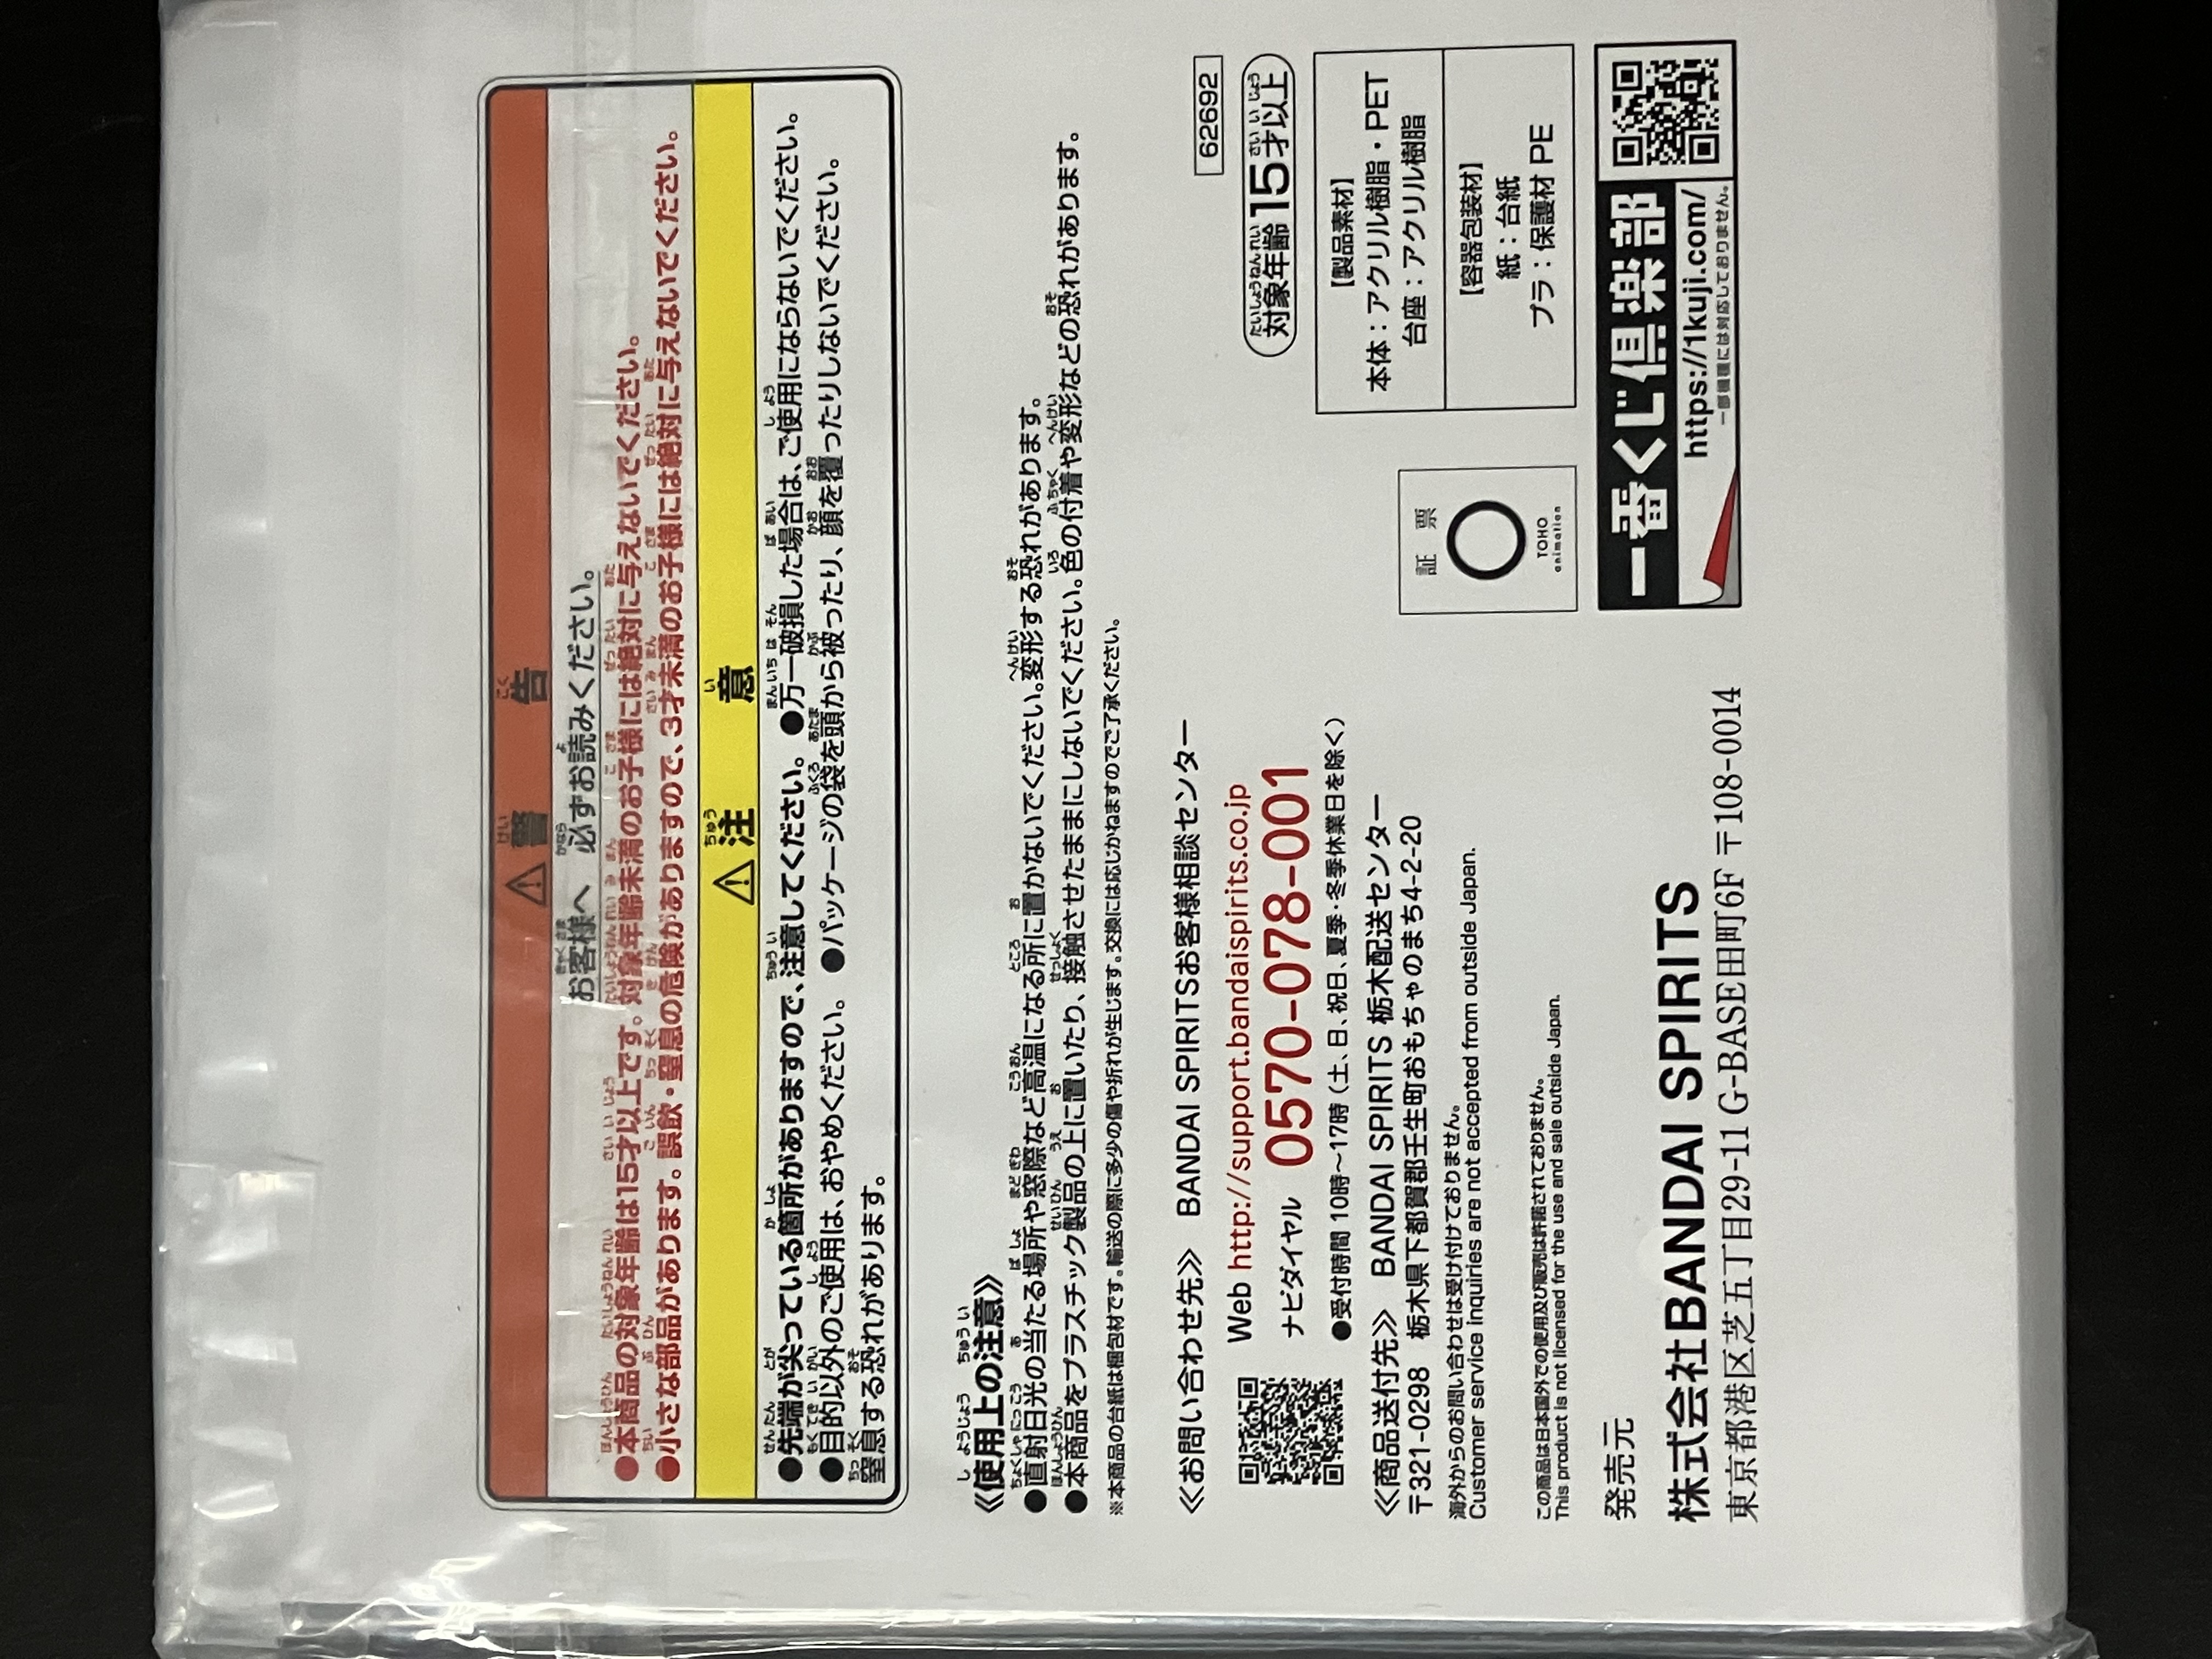 ⚠警告
お客様へ 必ずお読みください。
●本商品の対象年齢は15才以上です。対象年齢未満のお子様には絶対に与えないでください。
●小さな部品があります。誤飲・窒息の危険がありますので、3才未満のお子様には絶対に与えないでください。
⚠注意
●先端が尖っている箇所がありますので、注意してください。 ●万一破損した場合は、ご使用にならないでください。
●目的以外のご使用は、おやめください。 ●パッケージの袋を頭から被ったり、顔を覆ったりしないでください。
窒息する恐れがあります。
《使用上の注意》
●直射日光の当たる場所や窓際など高温になる所に置かないでください。変形する恐れがあります。
●本商品をプラスチック製品の上に置いたり、接触させたままにしないでください。色の付着や変形などの恐れがあります。
※本商品の台紙は梱包材です。輸送の際に多少の傷や折れが生じます。交換には応じかねますのでご了承ください。
≪お問い合わせ先≫ BANDAI SPIRITSお客様相談センター
Web http://support.bandaispirits.co.jp
ナビダイヤル 0570-078-001
●受付時間 10時～17時（土、日、祝日、夏季・冬季休業日を除く）
≪商品送付先≫ BANDAI SPIRITS 栃木配送センター
〒321-0298 栃木県下都賀郡壬生町おもちゃのまち4-2-20
海外からのお問い合わせは受け付けておりません。
Customer service inquiries are not accepted from outside Japan.
この商品は日本国外での使用及び販売は許諾されておりません。
This product is not licensed for the use and sale outside Japan.
発売元
株式会社BANDAI SPIRITS
東京都港区芝五丁目29-11 G-BASE田町6F 〒108-0014
62692
対象年齢15才以上
【製品素材】
本体：アクリル樹脂・PET
台座：アクリル樹脂
【容器包装材】
紙：台紙
プラ：保護材 PE
証票
TOHO
animation
一番くじ倶楽部
https://1kuji.com/
一部機種には対応しておりません。